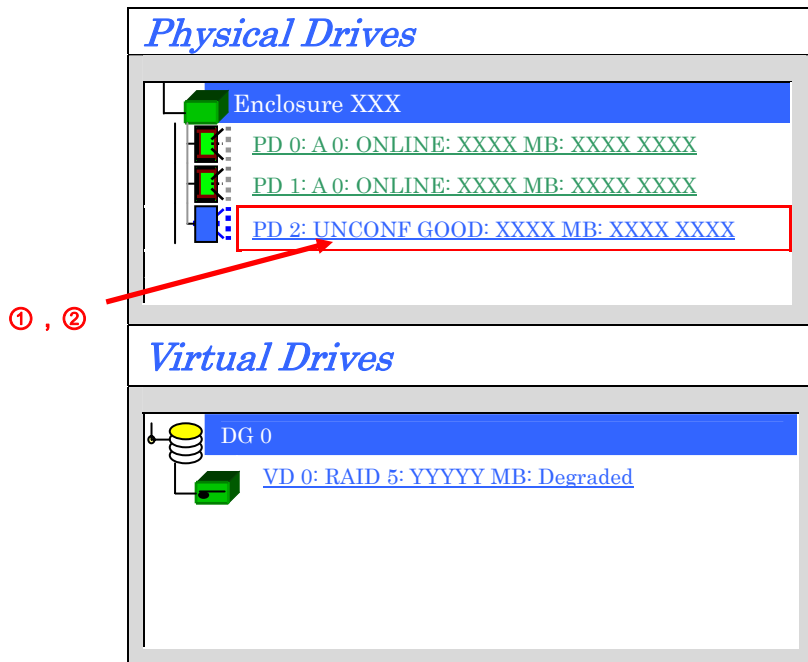 Physical Drives
Enclosure XXX
PD 0: A 0: ONLINE: XXXX MB: XXXX XXXX
PD 1: A 0: ONLINE: XXXX MB: XXXX XXXX
PD 2: UNCONF GOOD: XXXX MB: XXXX XXXX
① , ②
Virtual Drives
DG 0
VD 0: RAID 5: YYYYY MB: Degraded